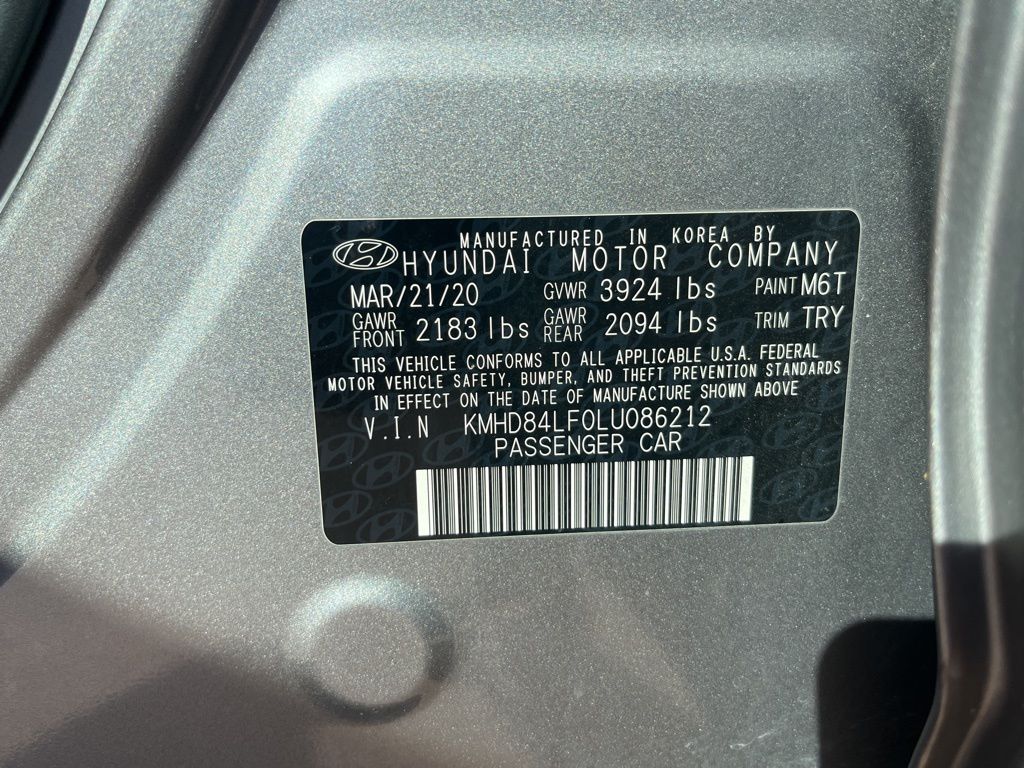 MANUFACTURED IN KOREA BY
HYUNDAI MOTOR COMPANY
MAR/21/20 GVWR 3924 lbs PAINT M6T
GAWR FRONT 2183 lbs GAWR REAR 2094 lbs TRIM TRY
THIS VEHICLE CONFORMS TO ALL APPLICABLE U.S.A. FEDERAL
MOTOR VEHICLE SAFETY, BUMPER, AND THEFT PREVENTION STANDARDS
IN EFFECT ON THE DATE OF MANUFACTURE SHOWN ABOVE
V.I.N KMHD84LF0LU086212
PASSENGER CAR